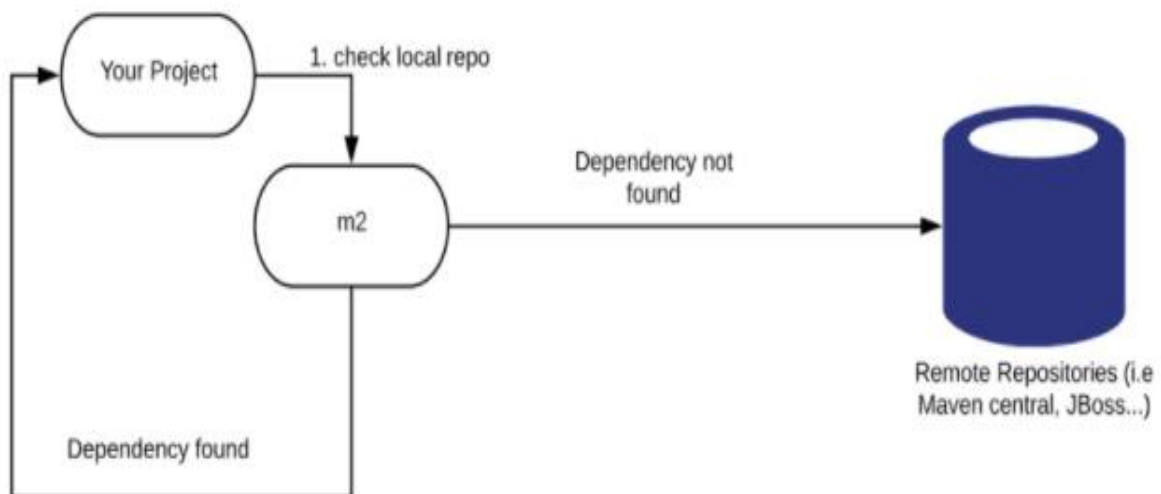 Your Project
1. check local repo
m2
Dependency not
found
Remote Repositories (i.e
Maven central, JBoss...)
Dependency found